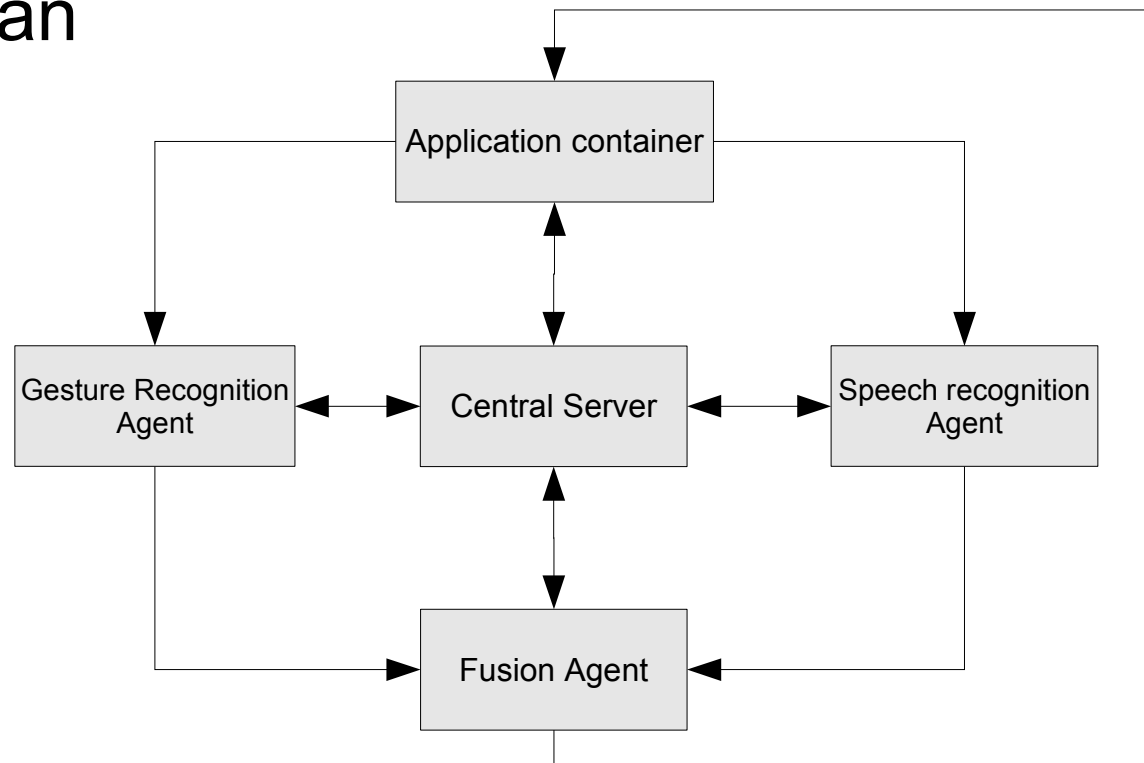 an
Application container
Gesture Recognition
Agent
Central Server
Speech recognition
Agent
Fusion Agent